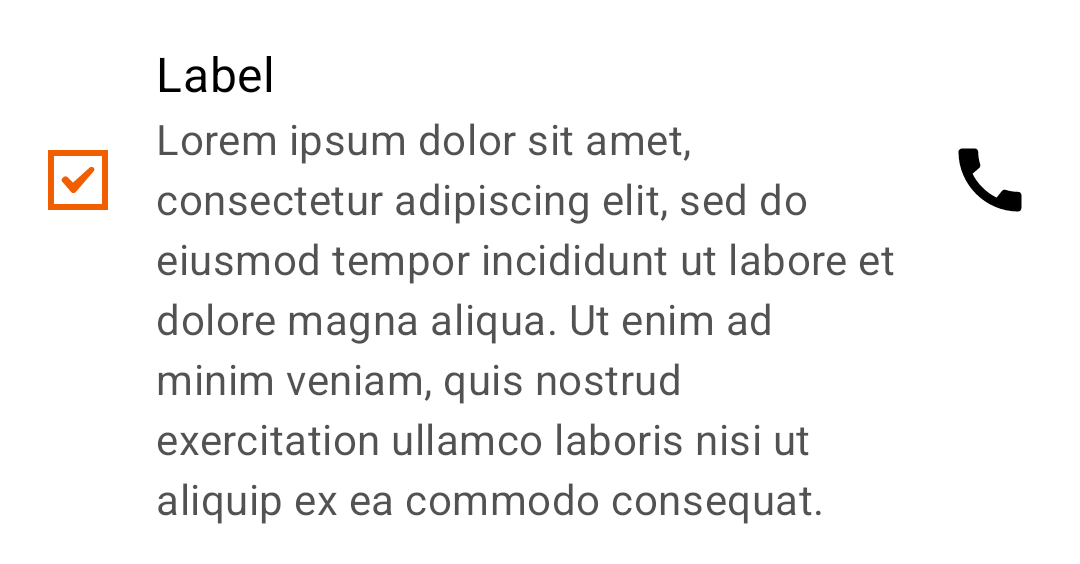 Label
Lorem ipsum dolor sit amet,
consectetur adipiscing elit, sed do
eiusmod tempor incididunt ut labore et
dolore magna aliqua. Ut enim ad
minim veniam, quis nostrud
exercitation ullamco laboris nisi ut
aliquip ex ea commodo consequat.